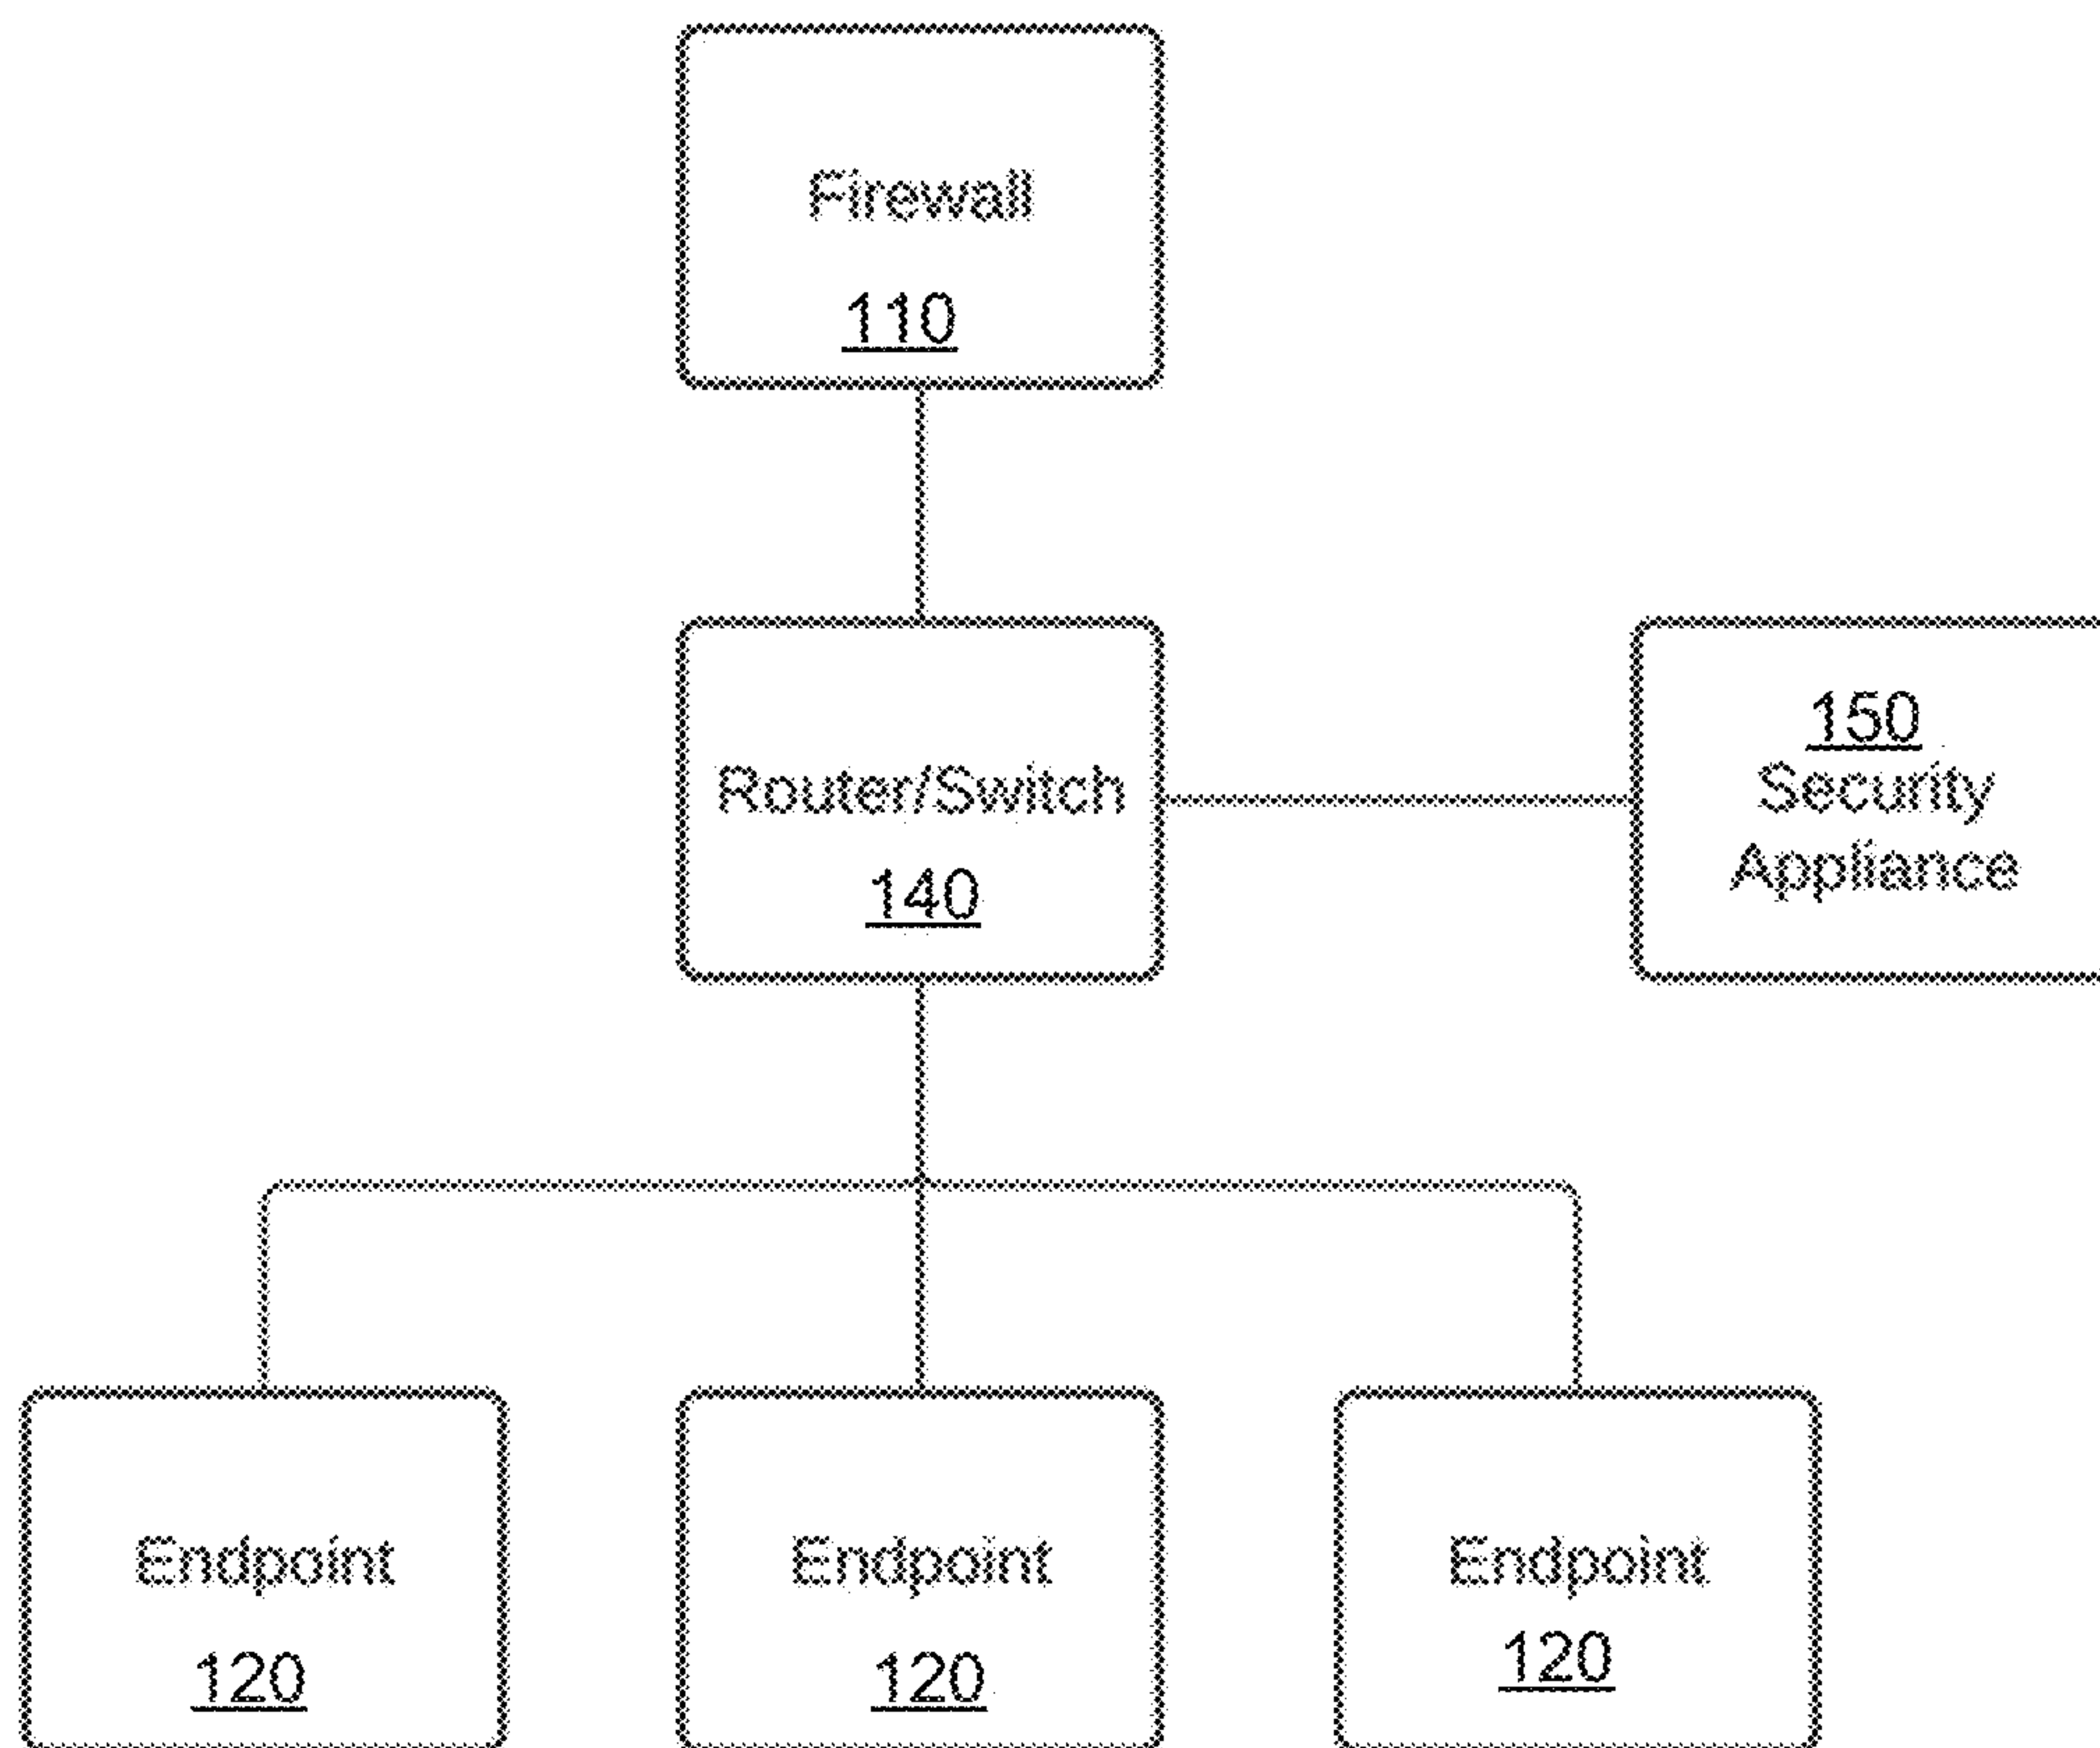 Firewall
110
Router/Switch
140
150
Security
Appliance
Endpoint
120
Endpoint
120
Endpoint
120